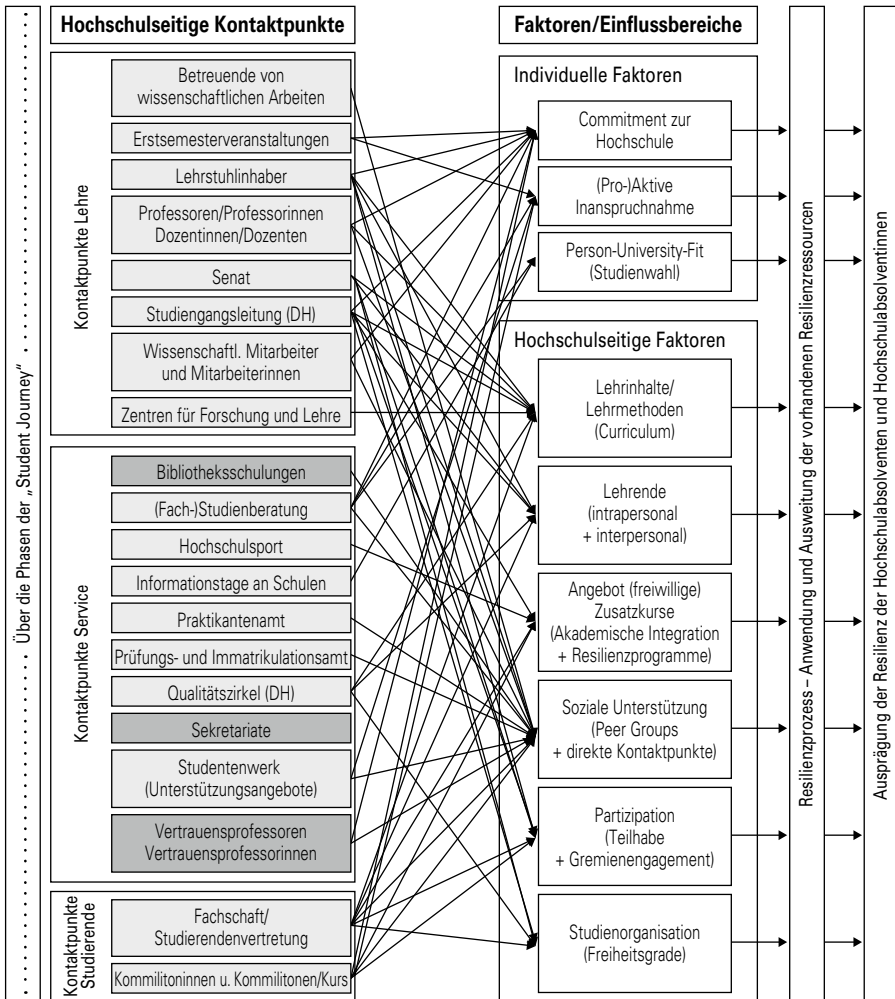 Über die Phasen der „Student Journey“
Hochschulseitige Kontaktpunkte
Kontaktpunkte Lehre
Betreuende von
wissenschaftlichen Arbeiten
Erstsemesterveranstaltungen
Lehrstuhlinhaber
Professoren/Professorinnen
Dozentinnen/Dozenten
Senat
Studiengangsleitung (DH)
Wissenschaftl. Mitarbeiter
und Mitarbeiterinnen
Zentren für Forschung und Lehre
Kontaktpunkte Service
Bibliotheksschulungen
(Fach-)Studienberatung
Hochschulsport
Informationstage an Schulen
Praktikantenamt
Prüfungs- und Immatrikulationsamt
Qualitätszirkel (DH)
Sekretariate
Studentenwerk
(Unterstützungsangebote)
Vertrauensprofessoren
Vertrauensprofessorinnen
Kontaktpunkte
Studierende
Fachschaft/
Studierendenvertretung
Kommilitoninnen u. Kommilitonen/Kurs
Faktoren/Einflussbereiche
Individuelle Faktoren
Commitment zur
Hochschule
(Pro-)Aktive
Inanspruchnahme
Person-University-Fit
(Studienwahl)
Hochschulseitige Faktoren
Lehrinhalte/
Lehrmethoden
(Curriculum)
Lehrende
(intrapersonal
+ interpersonal)
Angebot (freiwillige)
Zusatzkurse
(Akademische Integration
+ Resilienzprogramme)
Soziale Unterstützung
(Peer Groups
+ direkte Kontaktpunkte)
Partizipation
(Teilhabe
+ Gremienengagement)
Studienorganisation
(Freiheitsgrade)
Resilienzprozess – Anwendung und Ausweitung der vorhandenen Resilienzressourcen
Ausprägung der Resilienz der Hochschulabsolventen und Hochschulabsolventinnen